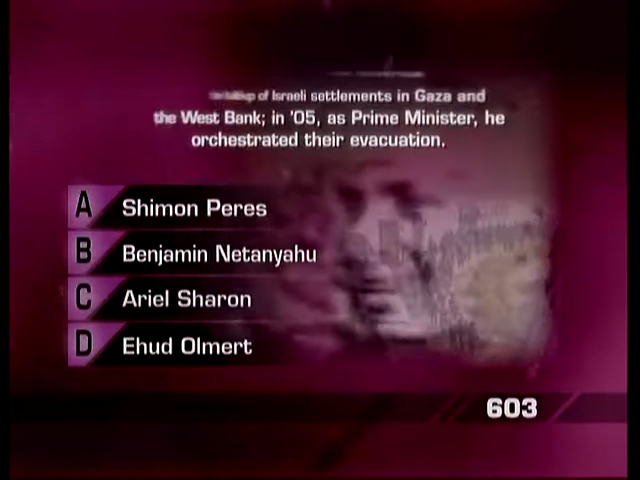 of Israeli settlements in Gaza and
the West Bank; in '05, as Prime Minister, he
orchestrated their evacuation.
A Shimon Peres
B Benjamin Netanyahu
C Ariel Sharon
D Ehud Olmert
603